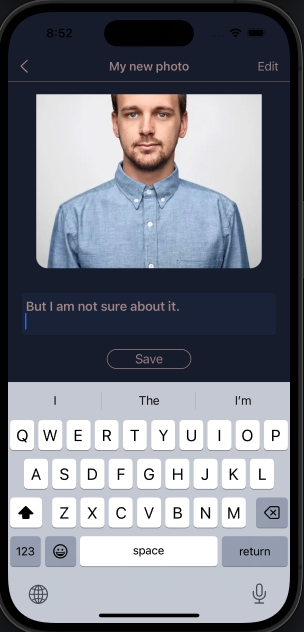 8:52
My new photo
Edit
But I am not sure about it.
Save
I The I'm
Q W E R T Y U I O P
A S D F G H J K L
Z X C V B N M
123 space return